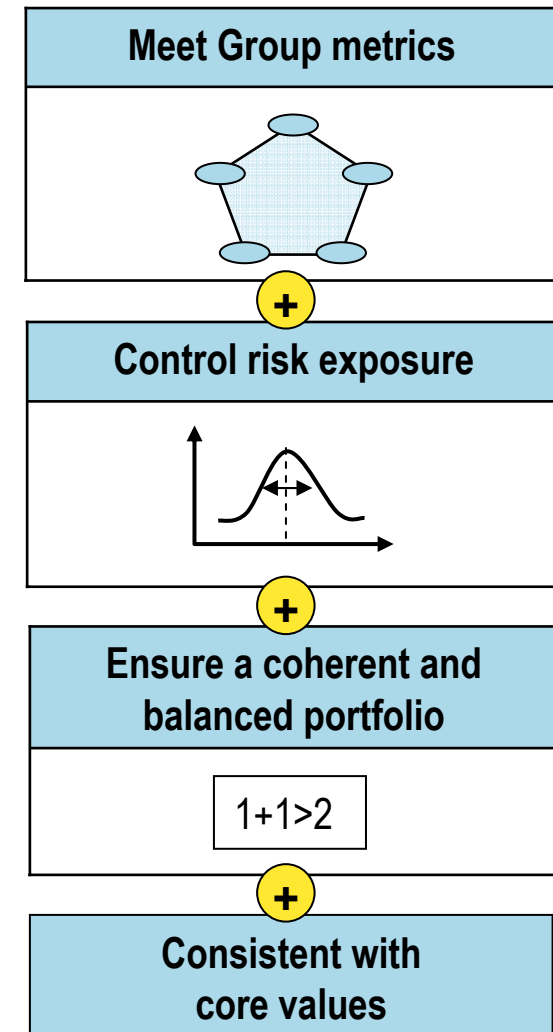 Meet Group metrics
+
Control risk exposure
+
Ensure a coherent and
balanced portfolio
1+1>2
+
Consistent with
core values